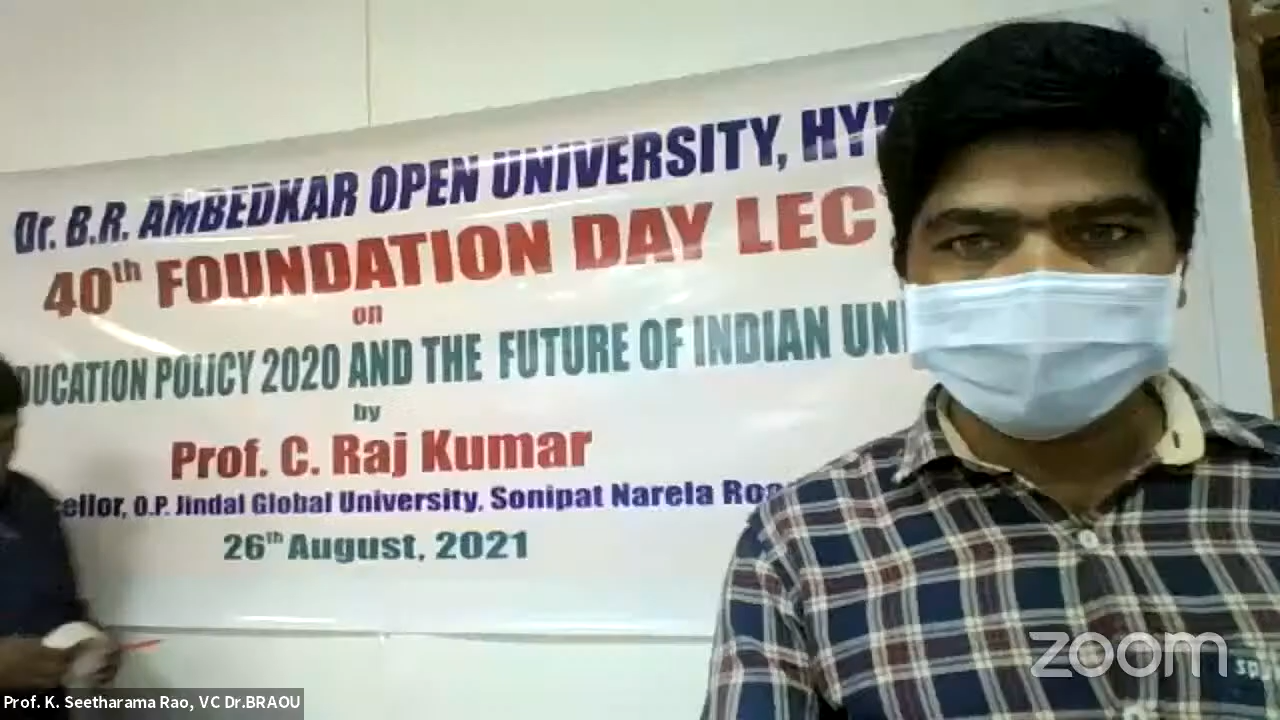 Dr. B.R. AMBEDKAR OPEN UNIVERSITY, HY
40th FOUNDATION DAY LEC
on
DUCATION POLICY 2020 AND THE FUTURE OF INDIAN UN
by
Prof. C. Raj Kumar
cellor, O.P. Jindal Global University, Sonipat Narela Roa
26th August, 2021
zoom
Prof. K. Seetharama Rao, VC Dr.BRAOU